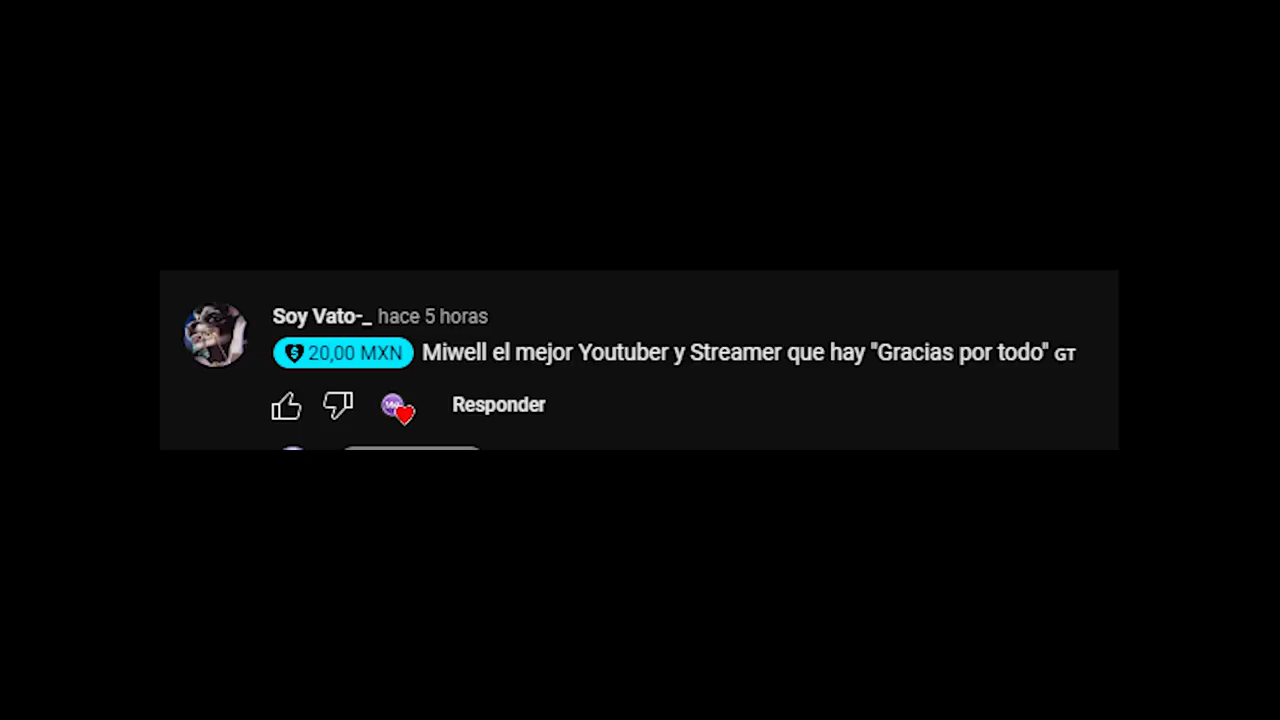 Soy Vato-_ hace 5 horas
20,00 MXN Miwell el mejor Youtuber y Streamer que hay "Gracias por todo" GT
Responder